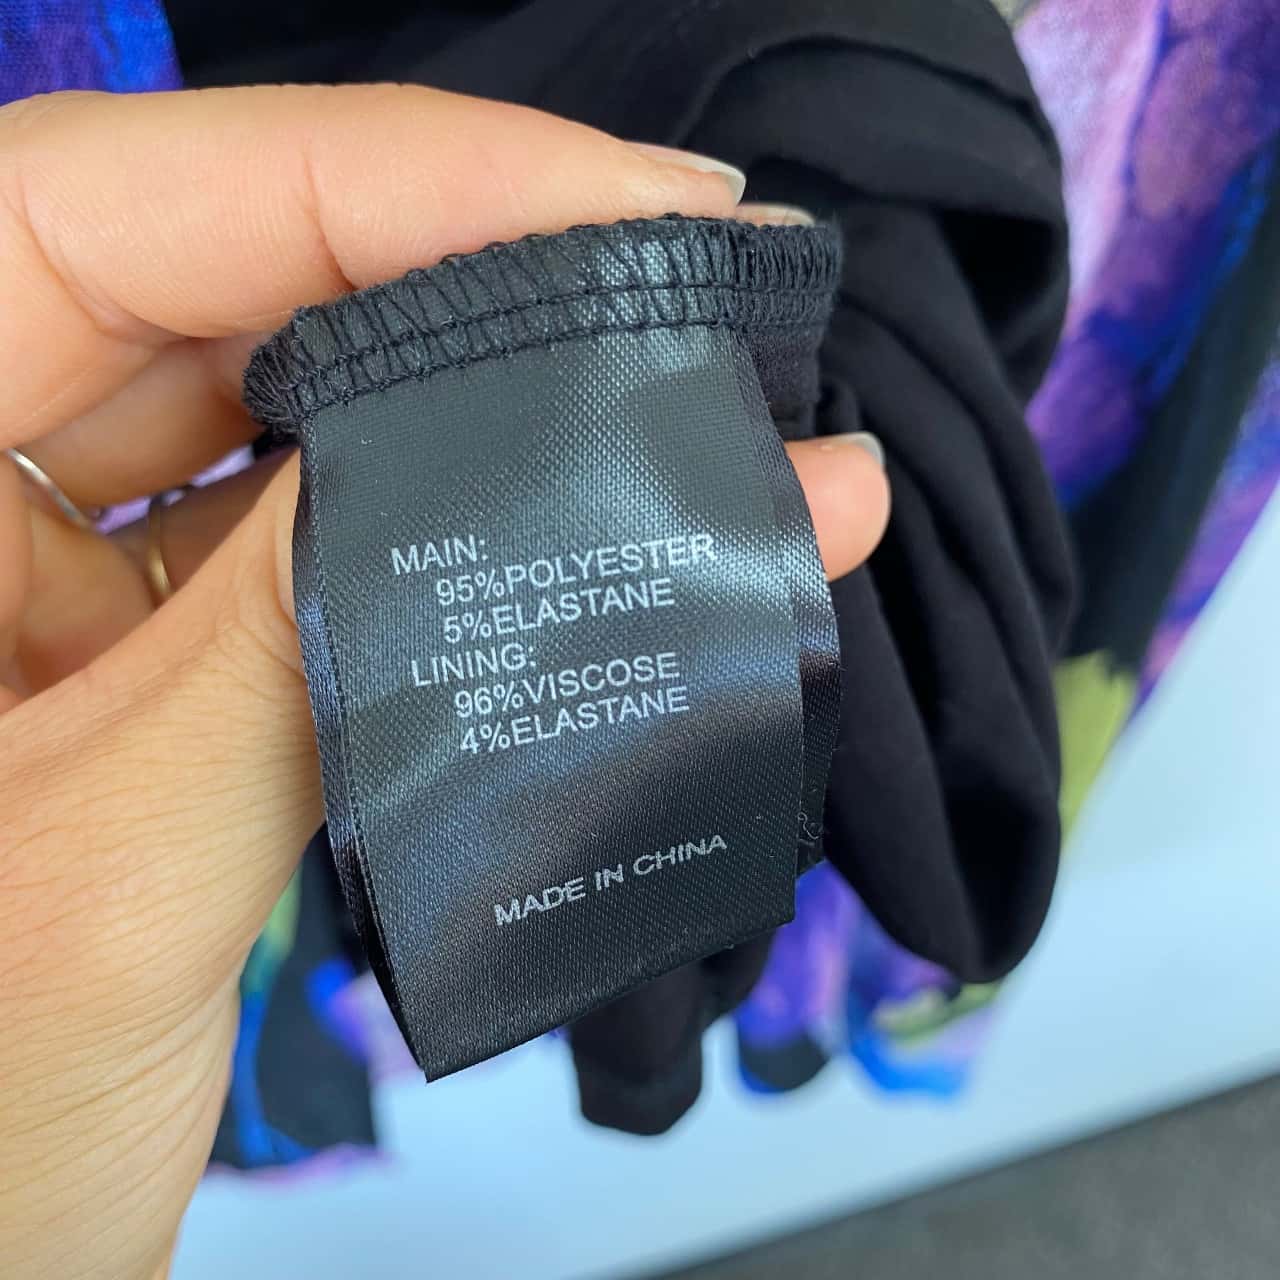 MAIN:
95%POLYESTER
5%ELASTANE
LINING:
96%VISCOSE
4%ELASTANE
MADE IN CHINA